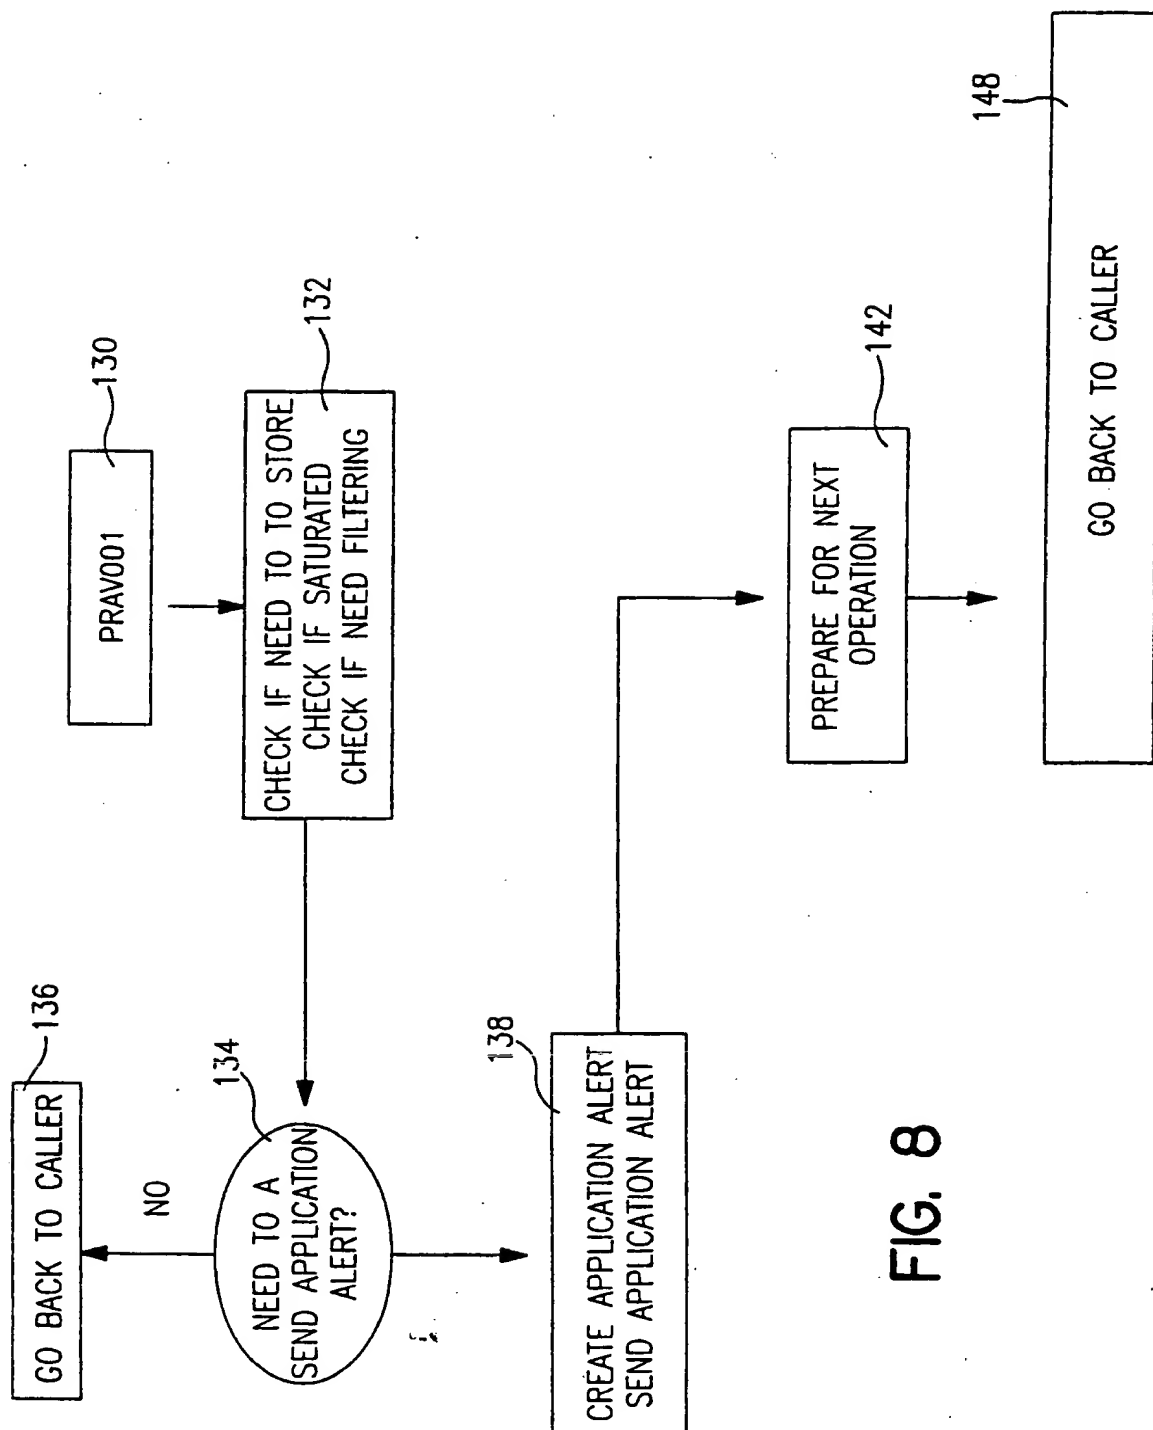 PRAV001
130
CHECK IF NEED TO TO STORE
CHECK IF SATURATED
CHECK IF NEED FILTERING
132
NEED TO A
SEND APPLICATION
ALERT?
134
NO
GO BACK TO CALLER
136
CREATE APPLICATION ALERT
SEND APPLICATION ALERT
138
PREPARE FOR NEXT
OPERATION
142
GO BACK TO CALLER
148
FIG. 8